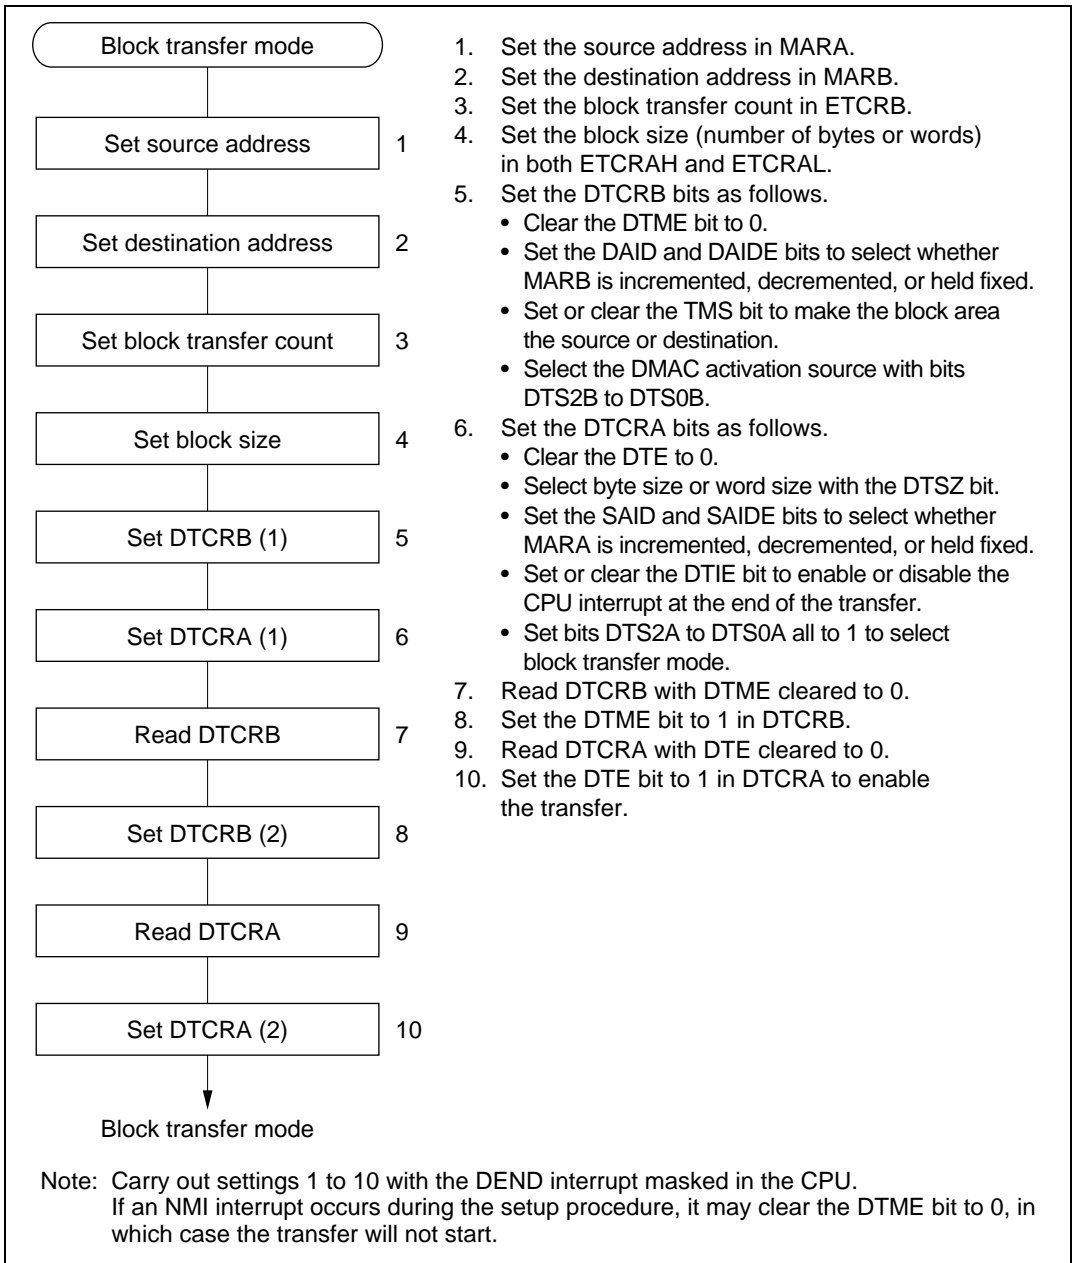 Block transfer mode
Set source address 1
Set destination address 2
Set block transfer count 3
Set block size 4
Set DTCRB (1) 5
Set DTCRA (1) 6
Read DTCRB 7
Set DTCRB (2) 8
Read DTCRA 9
Set DTCRA (2) 10
Block transfer mode
1. Set the source address in MARA.
2. Set the destination address in MARB.
3. Set the block transfer count in ETCRB.
4. Set the block size (number of bytes or words)
in both ETCRAH and ETCRAL.
5. Set the DTCRB bits as follows.
• Clear the DTME bit to 0.
• Set the DAID and DAIDE bits to select whether
MARB is incremented, decremented, or held fixed.
• Set or clear the TMS bit to make the block area
the source or destination.
• Select the DMAC activation source with bits
DTS2B to DTS0B.
6. Set the DTCRA bits as follows.
• Clear the DTE to 0.
• Select byte size or word size with the DTSZ bit.
• Set the SAID and SAIDE bits to select whether
MARA is incremented, decremented, or held fixed.
• Set or clear the DTIE bit to enable or disable the
CPU interrupt at the end of the transfer.
• Set bits DTS2A to DTS0A all to 1 to select
block transfer mode.
7. Read DTCRB with DTME cleared to 0.
8. Set the DTME bit to 1 in DTCRB.
9. Read DTCRA with DTE cleared to 0.
10. Set the DTE bit to 1 in DTCRA to enable
the transfer.
Note: Carry out settings 1 to 10 with the DEND interrupt masked in the CPU.
If an NMI interrupt occurs during the setup procedure, it may clear the DTME bit to 0, in
which case the transfer will not start.